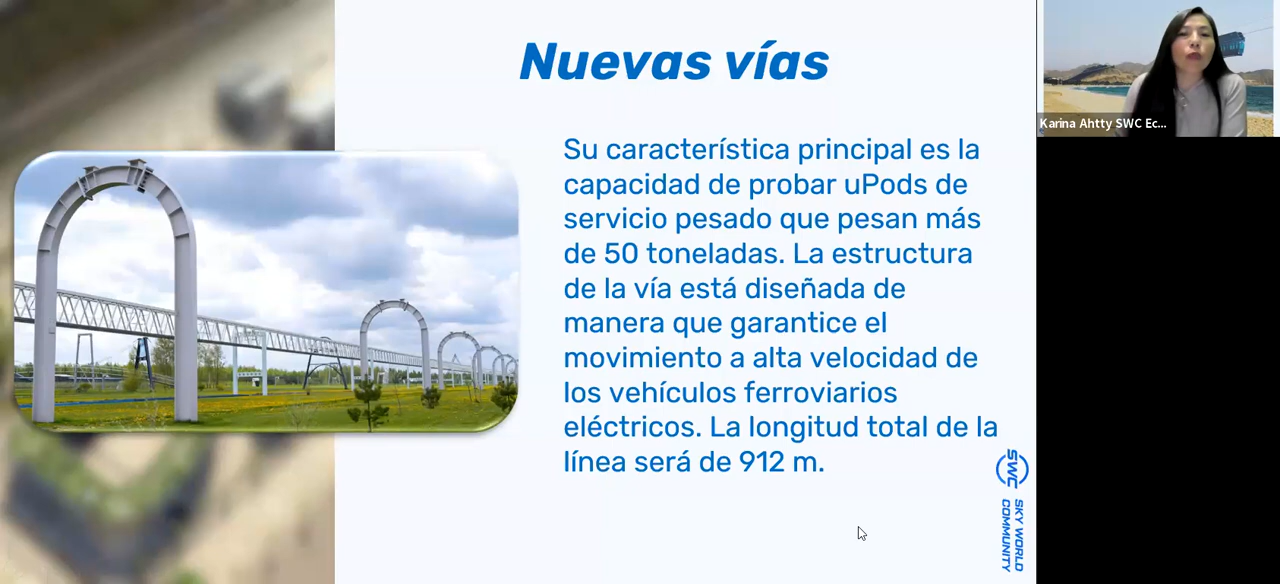 Nuevas vías
Su característica principal es la
capacidad de probar uPods de
servicio pesado que pesan más
de 50 toneladas. La estructura
de la vía está diseñada de
manera que garantice el
movimiento a alta velocidad de
los vehículos ferroviarios
eléctricos. La longitud total de la
línea será de 912 m.
SWC
SKY WORLD
COMMUNITY
Karina Ahtty SWC Ec...